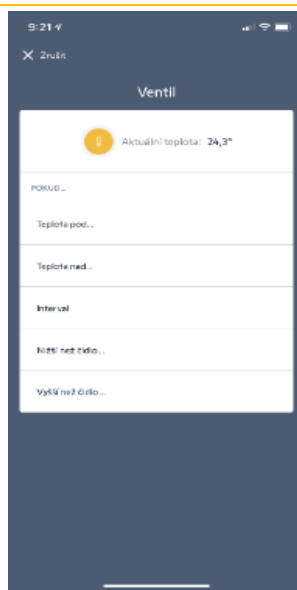 9:21
Zrušit
Ventil
Aktuální teplota: 24,3°
POKUD...
Teplota pod...
Teplota nad...
Interval
Nižší než čidlo...
Vyšší než čidlo...